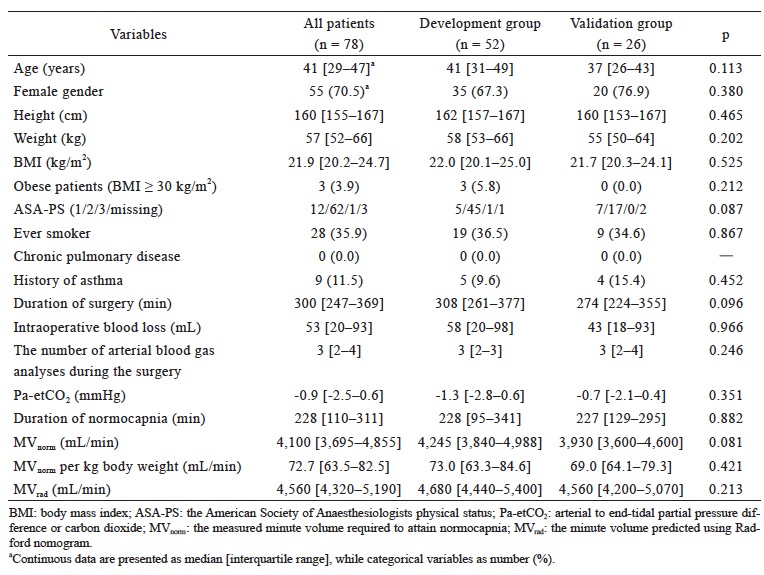 Variables All patients (n = 78) Development group (n = 52) Validation group (n = 26) p
Age (years) 41 [29–47]ᵃ 41 [31–49] 37 [26–43] 0.113
Female gender 55 (70.5)ᵃ 35 (67.3) 20 (76.9) 0.380
Height (cm) 160 [155–167] 162 [157–167] 160 [153–167] 0.465
Weight (kg) 57 [52–66] 58 [53–66] 55 [50–64] 0.202
BMI (kg/m²) 21.9 [20.2–24.7] 22.0 [20.1–25.0] 21.7 [20.3–24.1] 0.525
Obese patients (BMI ≥ 30 kg/m²) 3 (3.9) 3 (5.8) 0 (0.0) 0.212
ASA-PS (1/2/3/missing) 12/62/1/3 5/45/1/1 7/17/0/2 0.087
Ever smoker 28 (35.9) 19 (36.5) 9 (34.6) 0.867
Chronic pulmonary disease 0 (0.0) 0 (0.0) 0 (0.0) —
History of asthma 9 (11.5) 5 (9.6) 4 (15.4) 0.452
Duration of surgery (min) 300 [247–369] 308 [261–377] 274 [224–355] 0.096
Intraoperative blood loss (mL) 53 [20–93] 58 [20–98] 43 [18–93] 0.966
The number of arterial blood gas
analyses during the surgery 3 [2–4] 3 [2–3] 3 [2–4] 0.246
Pa-etCO₂ (mmHg) -0.9 [-2.5–0.6] -1.3 [-2.8–0.6] -0.7 [-2.1–0.4] 0.351
Duration of normocapnia (min) 228 [110–311] 228 [95–341] 227 [129–295] 0.882
MVnorm (mL/min) 4,100 [3,695–4,855] 4,245 [3,840–4,988] 3,930 [3,600–4,600] 0.081
MVnorm per kg body weight (mL/min) 72.7 [63.5–82.5] 73.0 [63.3–84.6] 69.0 [64.1–79.3] 0.421
MVrad (mL/min) 4,560 [4,320–5,190] 4,680 [4,440–5,400] 4,560 [4,200–5,070] 0.213
BMI: body mass index; ASA-PS: the American Society of Anaesthesiologists physical status; Pa-etCO₂: arterial to end-tidal partial pressure dif-
ference or carbon dioxide; MVnorm: the measured minute volume required to attain normocapnia; MVrad: the minute volume predicted using Rad-
ford nomogram.
ᵃContinuous data are presented as median [interquartile range], while categorical variables as number (%).